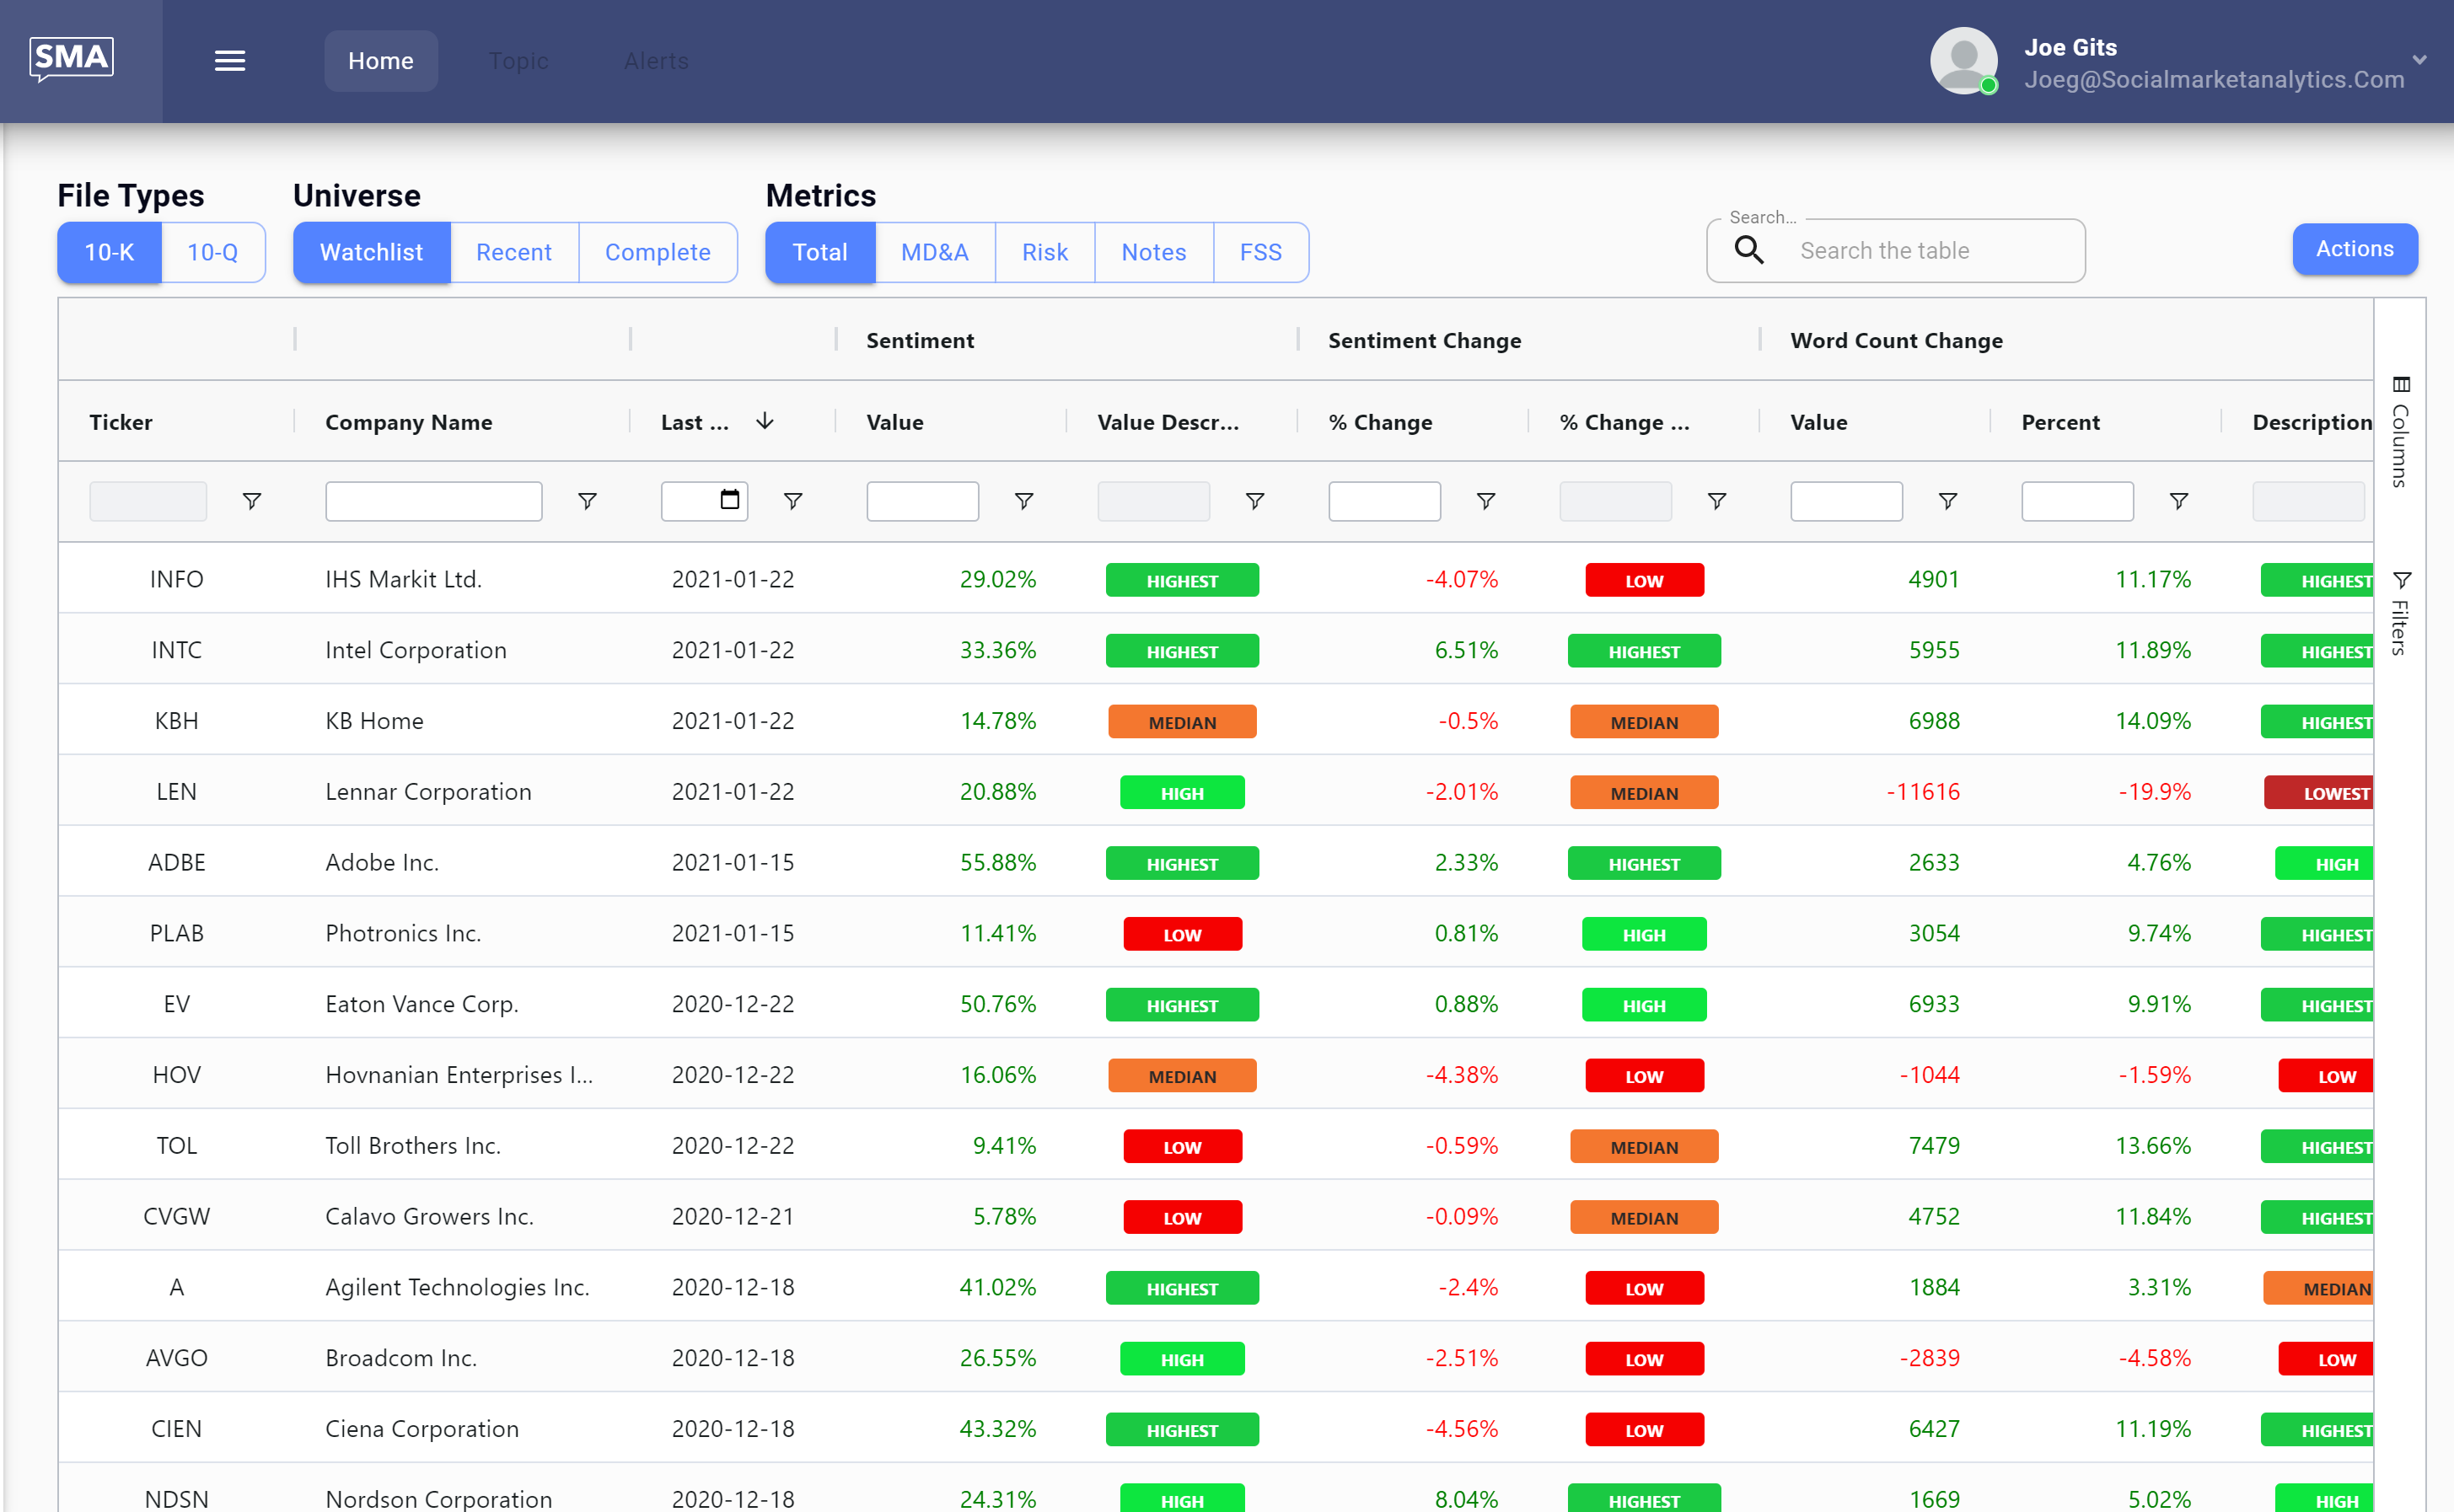 SMA
Home Topic Alerts
Joe Gits
Joeg@Socialmarketanalytics.Com
File Types Universe Metrics
Search...
10-K 10-Q Watchlist Recent Complete Total MD&A Risk Notes FSS Search the table Actions
Sentiment Sentiment Change Word Count Change
Ticker Company Name Last ... Value Value Descr... % Change % Change ... Value Percent Description
Columns
Filters
INFO IHS Markit Ltd. 2021-01-22 29.02% HIGHEST -4.07% LOW 4901 11.17% HIGHEST
INTC Intel Corporation 2021-01-22 33.36% HIGHEST 6.51% HIGHEST 5955 11.89% HIGHEST
KBH KB Home 2021-01-22 14.78% MEDIAN -0.5% MEDIAN 6988 14.09% HIGHEST
LEN Lennar Corporation 2021-01-22 20.88% HIGH -2.01% MEDIAN -11616 -19.9% LOWEST
ADBE Adobe Inc. 2021-01-15 55.88% HIGHEST 2.33% HIGHEST 2633 4.76% HIGH
PLAB Photronics Inc. 2021-01-15 11.41% LOW 0.81% HIGH 3054 9.74% HIGHEST
EV Eaton Vance Corp. 2020-12-22 50.76% HIGHEST 0.88% HIGH 6933 9.91% HIGHEST
HOV Hovnanian Enterprises I... 2020-12-22 16.06% MEDIAN -4.38% LOW -1044 -1.59% LOW
TOL Toll Brothers Inc. 2020-12-22 9.41% LOW -0.59% MEDIAN 7479 13.66% HIGHEST
CVGW Calavo Growers Inc. 2020-12-21 5.78% LOW -0.09% MEDIAN 4752 11.84% HIGHEST
A Agilent Technologies Inc. 2020-12-18 41.02% HIGHEST -2.4% LOW 1884 3.31% MEDIAN
AVGO Broadcom Inc. 2020-12-18 26.55% HIGH -2.51% LOW -2839 -4.58% LOW
CIEN Ciena Corporation 2020-12-18 43.32% HIGHEST -4.56% LOW 6427 11.19% HIGHEST
NDSN Nordson Corporation 2020-12-18 24.31% HIGH 8.04% HIGHEST 1669 5.02% HIGH